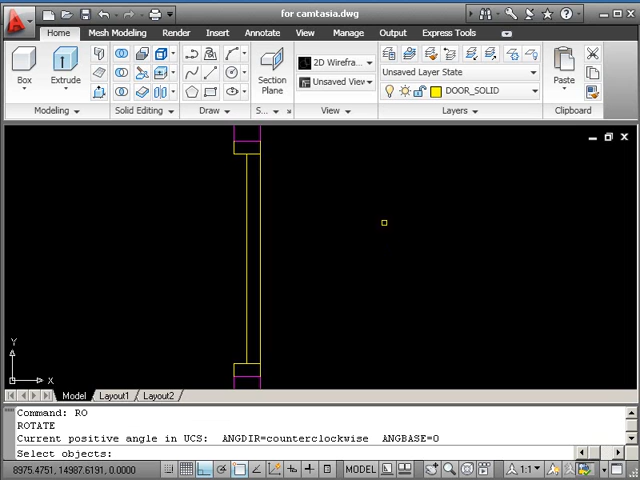 for camtasia.dwg
Home Mesh Modeling Render Insert Annotate View Manage Output Express Tools
Box
Extrude
Section Plane
2D Wirefram
Unsaved View
Unsaved Layer State
DOOR_SOLID
Paste
Modeling Solid Editing Draw S... View Layers Clipboard
Y
X
Model Layout1 Layout2
Command: RO
ROTATE
Current positive angle in UCS: ANGDIR=counterclockwise ANGBASE=0
Select objects:
8975.4751, 14987.6191, 0.0000 MODEL 1:1